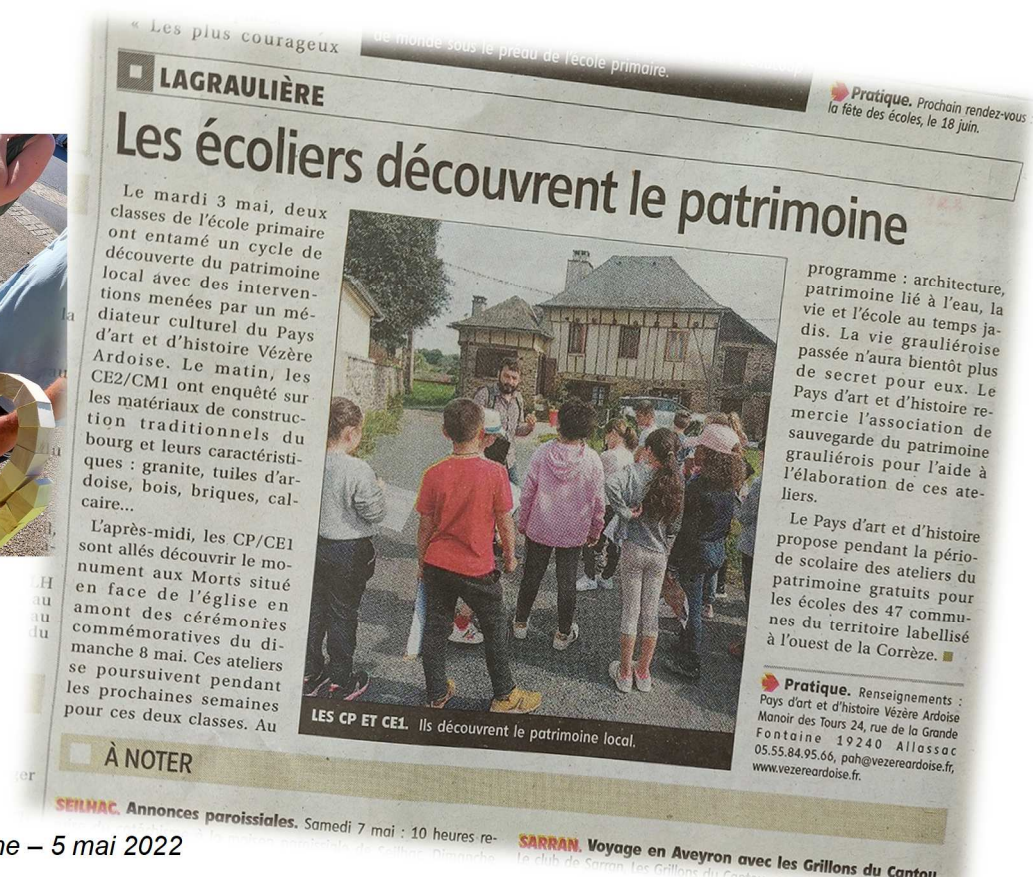 « Les plus courageux
de monde sous le préau de l'école primaire.
Pratique. Prochain rendez-vous :
la fête des écoles, le 18 juin.
LAGRAULIÈRE
Les écoliers découvrent le patrimoine
Le mardi 3 mai, deux
classes de l'école primaire
ont entamé un cycle de
découverte du patrimoine
local avec des interven-
tions menées par un mé-
diateur culturel du Pays
d'art et d'histoire Vézère
Ardoise. Le matin, les
CE2/CM1 ont enquêté sur
les matériaux de construc-
tion traditionnels du
bourg et leurs caractéristi-
ques : granite, tuiles d'ar-
doise, bois, briques, cal-
caire...
L'après-midi, les CP/CE1
sont allés découvrir le mo-
nument aux Morts situé
en face de l'église en
amont des cérémonies
commémoratives du di-
manche 8 mai. Ces ateliers
se poursuivent pendant
les prochaines semaines
pour ces deux classes. Au
LES CP ET CE1. Ils découvrent le patrimoine local.
programme : architecture,
patrimoine lié à l'eau, la
vie et l'école au temps ja-
dis. La vie grauliéroise
passée n'aura bientôt plus
de secret pour eux. Le
Pays d'art et d'histoire re-
mercie l'association de
sauvegarde du patrimoine
grauliérois pour l'aide à
l'élaboration de ces ate-
liers.
Le Pays d'art et d'histoire
propose pendant la pério-
de scolaire des ateliers du
patrimoine gratuits pour
les écoles des 47 commu-
nes du territoire labellisé
à l'ouest de la Corrèze.
Pratique. Renseignements :
Pays d'art et d'histoire Vézère Ardoise
Manoir des Tours 24, rue de la Grande
Fontaine 19240 Allassac
05.55.84.95.66, pah@vezereardoise.fr,
www.vezereardoise.fr.
À NOTER
SEILHAC. Annonces paroissiales. Samedi 7 mai : 10 heures re-
SARRAN. Voyage en Aveyron avec les Grillons du Cantou
Le club de Sarran, Les Grillons du
– 5 mai 2022